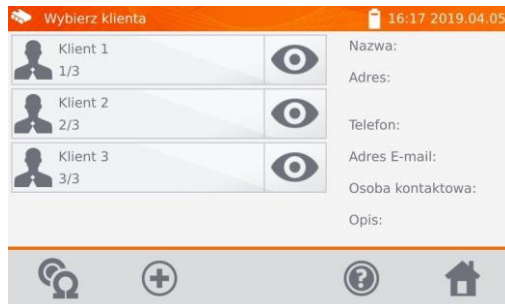 Wybierz klienta
16:17 2019.04.05
Klient 1
1/3
Klient 2
2/3
Klient 3
3/3
Nazwa:
Adres:
Telefon:
Adres E-mail:
Osoba kontaktowa:
Opis: